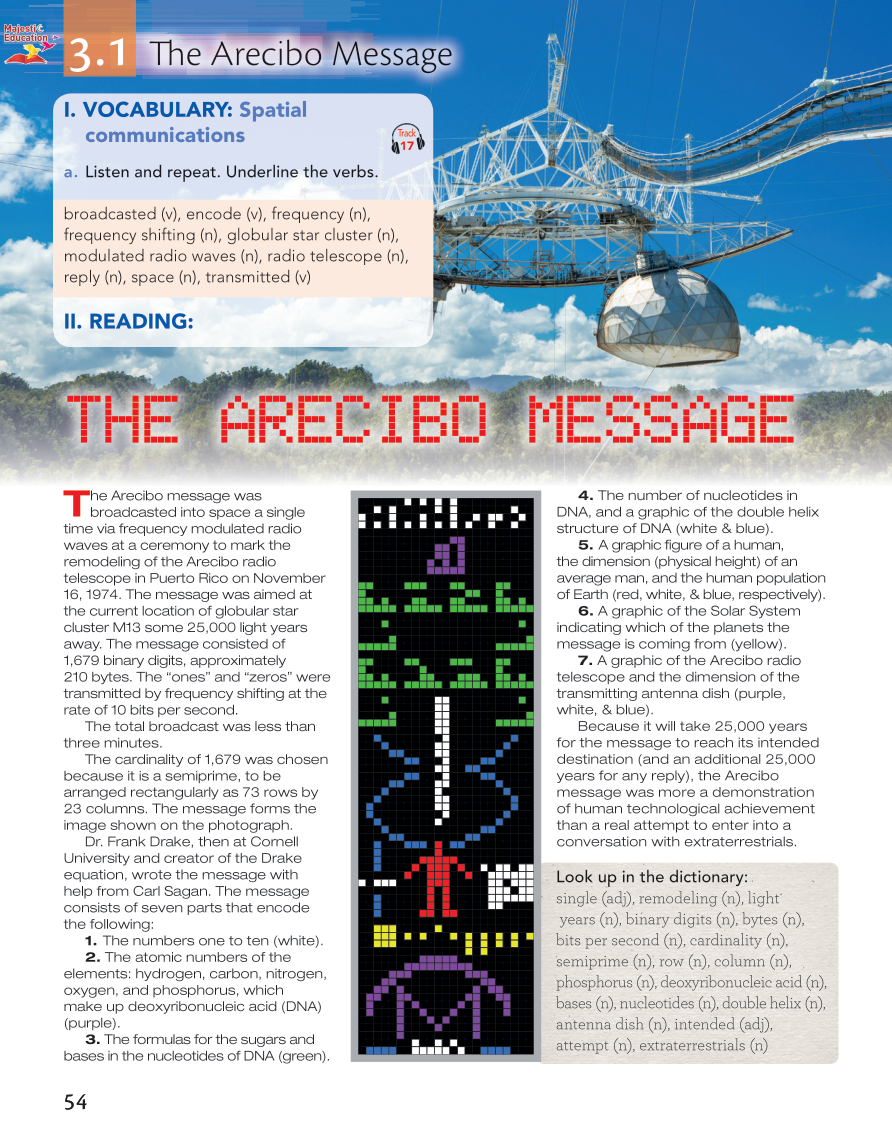 Majestic
Education
3.1 The Arecibo Message
I. VOCABULARY: Spatial
communications
Track
17
a. Listen and repeat. Underline the verbs.
broadcasted (v), encode (v), frequency (n),
frequency shifting (n), globular star cluster (n),
modulated radio waves (n), radio telescope (n),
reply (n), space (n), transmitted (v)
II. READING:
THE ARECIBO MESSAGE
The Arecibo message was
broadcasted into space a single
time via frequency modulated radio
waves at a ceremony to mark the
remodeling of the Arecibo radio
telescope in Puerto Rico on November
16, 1974. The message was aimed at
the current location of globular star
cluster M13 some 25,000 light years
away. The message consisted of
1,679 binary digits, approximately
210 bytes. The “ones” and “zeros” were
transmitted by frequency shifting at the
rate of 10 bits per second.
The total broadcast was less than
three minutes.
The cardinality of 1,679 was chosen
because it is a semiprime, to be
arranged rectangularly as 73 rows by
23 columns. The message forms the
image shown on the photograph.
Dr. Frank Drake, then at Cornell
University and creator of the Drake
equation, wrote the message with
help from Carl Sagan. The message
consists of seven parts that encode
the following:
1. The numbers one to ten (white).
2. The atomic numbers of the
elements: hydrogen, carbon, nitrogen,
oxygen, and phosphorus, which
make up deoxyribonucleic acid (DNA)
(purple).
3. The formulas for the sugars and
bases in the nucleotides of DNA (green).
4. The number of nucleotides in
DNA, and a graphic of the double helix
structure of DNA (white & blue).
5. A graphic figure of a human,
the dimension (physical height) of an
average man, and the human population
of Earth (red, white, & blue, respectively).
6. A graphic of the Solar System
indicating which of the planets the
message is coming from (yellow).
7. A graphic of the Arecibo radio
telescope and the dimension of the
transmitting antenna dish (purple,
white, & blue).
Because it will take 25,000 years
for the message to reach its intended
destination (and an additional 25,000
years for any reply), the Arecibo
message was more a demonstration
of human technological achievement
than a real attempt to enter into a
conversation with extraterrestrials.
Look up in the dictionary:
single (adj), remodeling (n), light
years (n), binary digits (n), bytes (n),
bits per second (n), cardinality (n),
semiprime (n), row (n), column (n),
phosphorus (n), deoxyribonucleic acid (n),
bases (n), nucleotides (n), double helix (n),
antenna dish (n), intended (adj),
attempt (n), extraterrestrials (n)
54